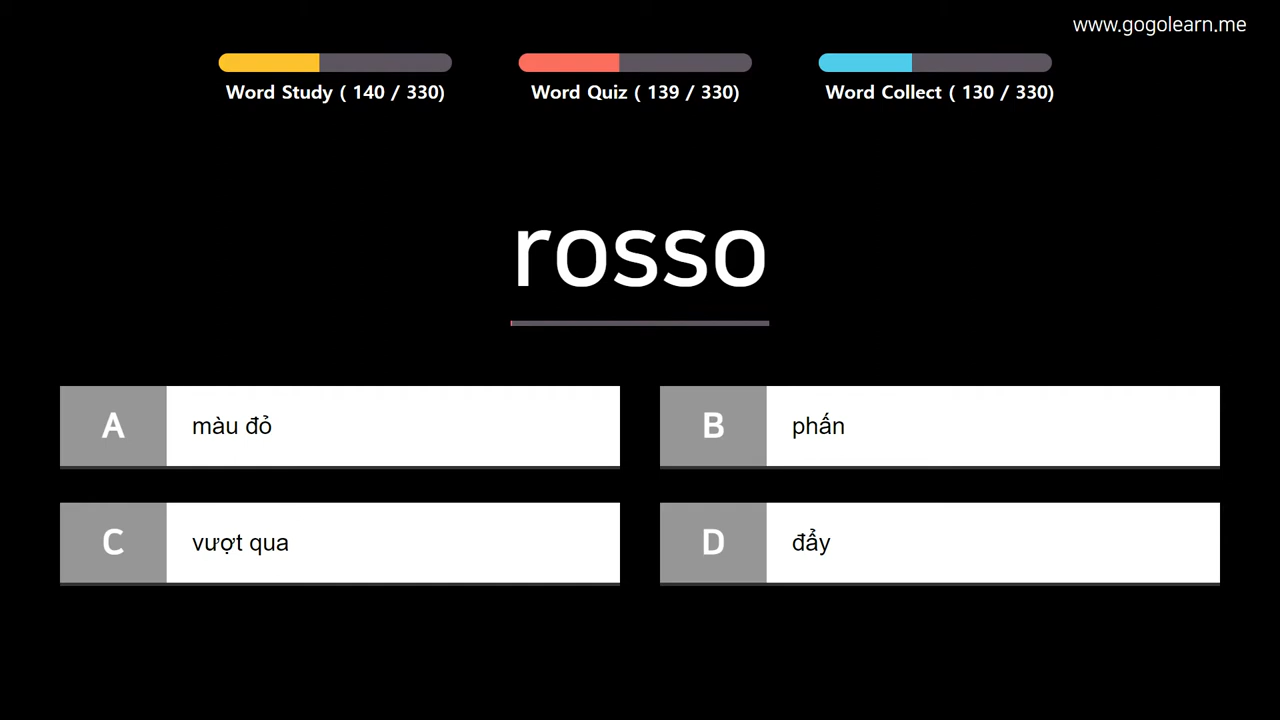 www.gogolearn.me
Word Study ( 140 / 330)
Word Quiz ( 139 / 330)
Word Collect ( 130 / 330)
rosso
A màu đỏ
B phấn
C vượt qua
D đẩy